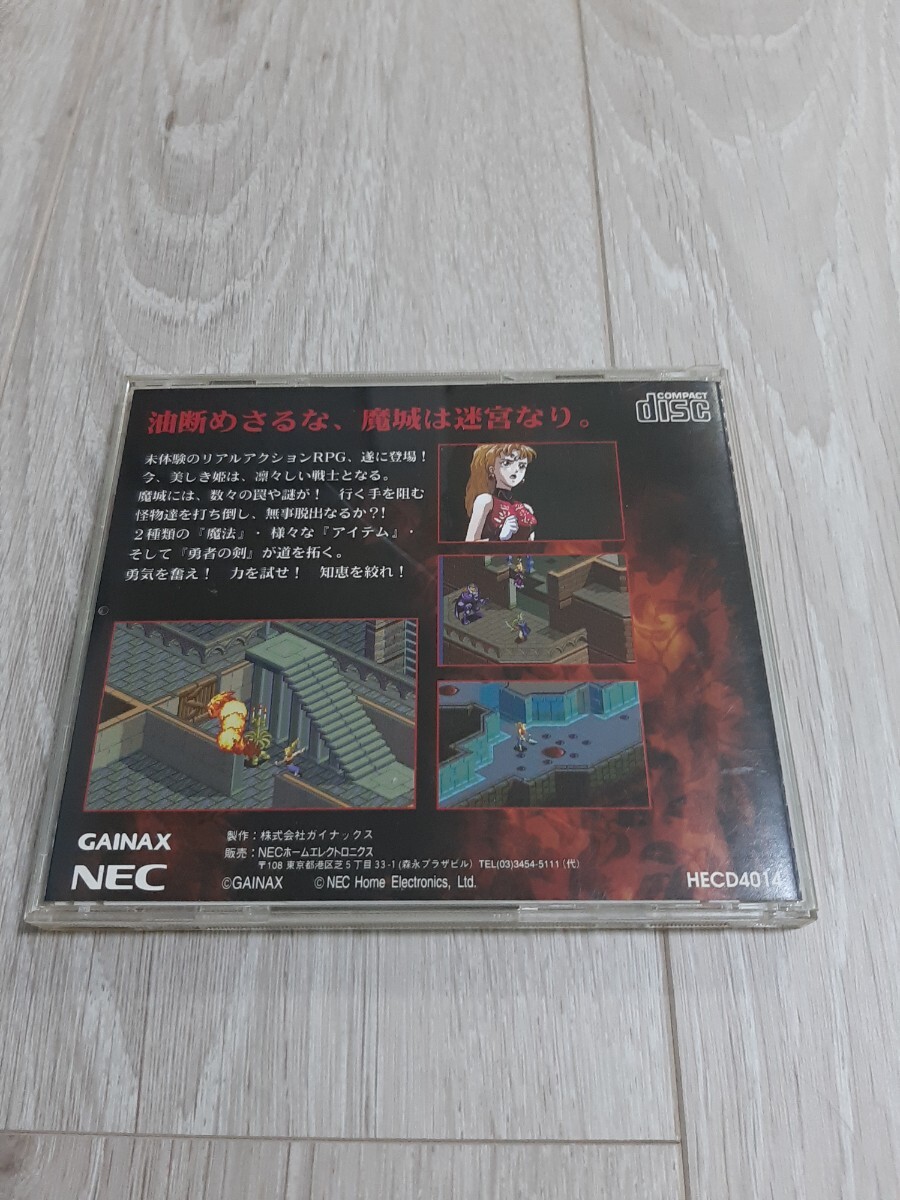 油断めさるな、魔城は迷宮なり。
COMPACT
disc
未体験のリアルアクションRPG、遂に登場！
今、美しき姫は、凛々しい戦士となる。
魔城には、数々の罠や謎が！　行く手を阻む
怪物達を打ち倒し、無事脱出なるか？！
２種類の『魔法』・様々な『アイテム』・
そして『勇者の剣』が道を拓く。
勇気を奮え！　力を試せ！　知恵を絞れ！
GAINAX
製作：株式会社ガイナックス
NEC
販売：NECホームエレクトロニクス
〒108 東京都港区芝５丁目33-1(森永プラザビル) TEL(03)3454-5111(代)
©GAINAX　©NEC Home Electronics, Ltd.
HECD4014